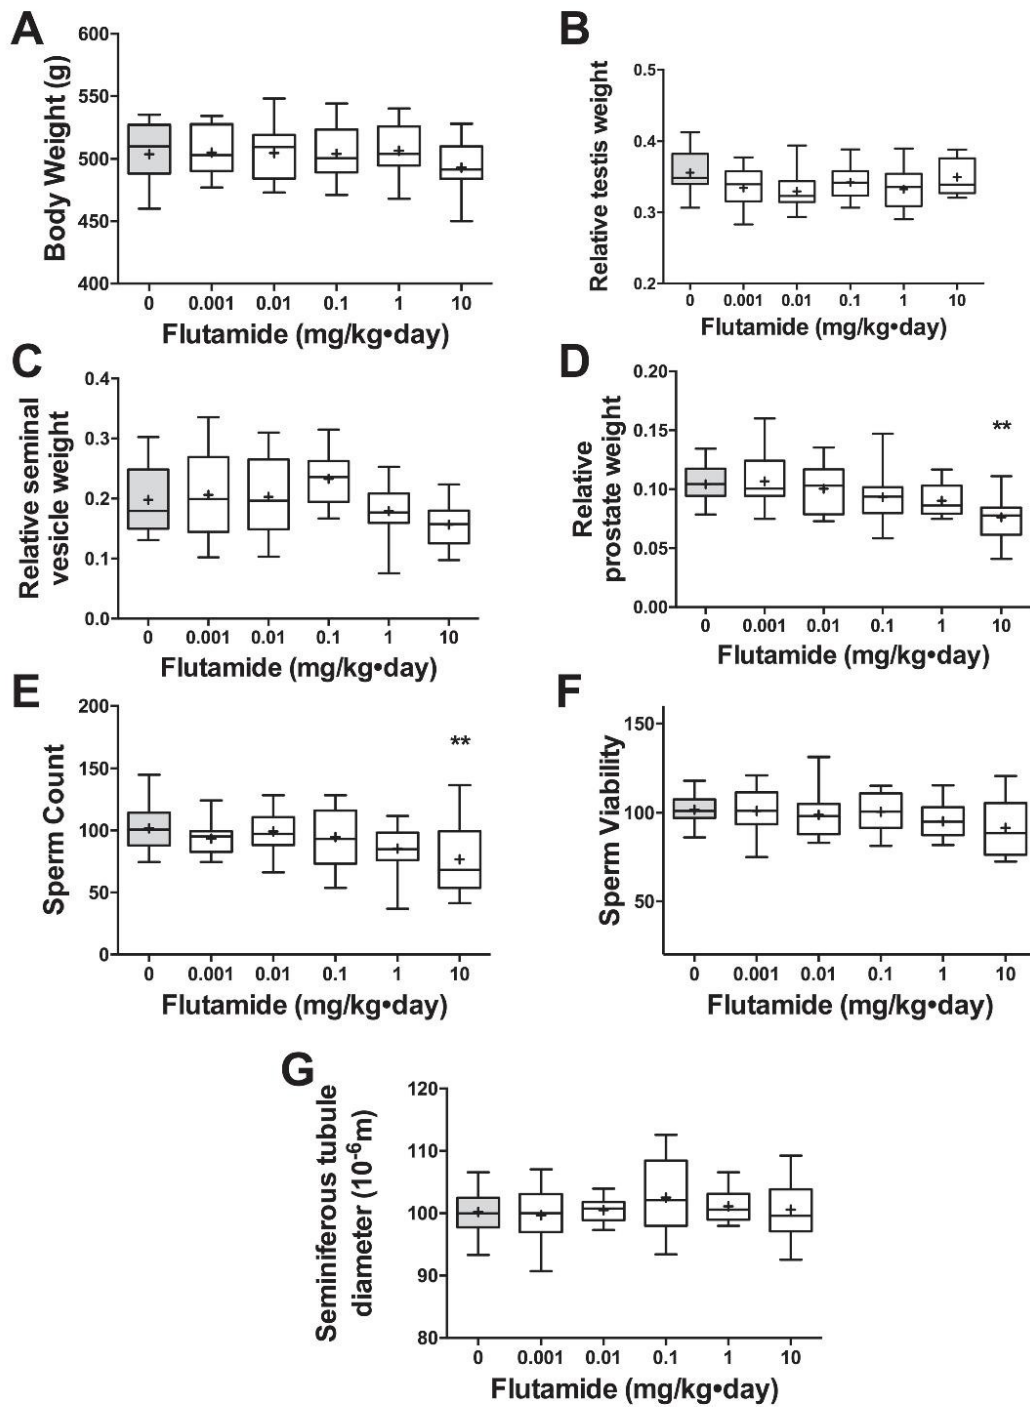 A
600
550
500
450
400
Body Weight (g)
0 0.001 0.01 0.1 1 10
Flutamide (mg/kg•day)
B
0.5
0.4
0.3
0.2
Relative testis weight
0 0.001 0.01 0.1 1 10
Flutamide (mg/kg•day)
C
0.4
0.3
0.2
0.1
0.0
Relative seminal
vesicle weight
0 0.001 0.01 0.1 1 10
Flutamide (mg/kg•day)
D
0.20
0.15
0.10
0.05
0.00
Relative
prostate weight
**
0 0.001 0.01 0.1 1 10
Flutamide (mg/kg•day)
E
200
150
100
50
0
Sperm Count
**
0 0.001 0.01 0.1 1 10
Flutamide (mg/kg•day)
F
150
100
50
Sperm Viability
0 0.001 0.01 0.1 1 10
Flutamide (mg/kg•day)
G
120
110
100
90
80
Seminiferous tubule
diameter (10⁻⁶m)
0 0.001 0.01 0.1 1 10
Flutamide (mg/kg•day)